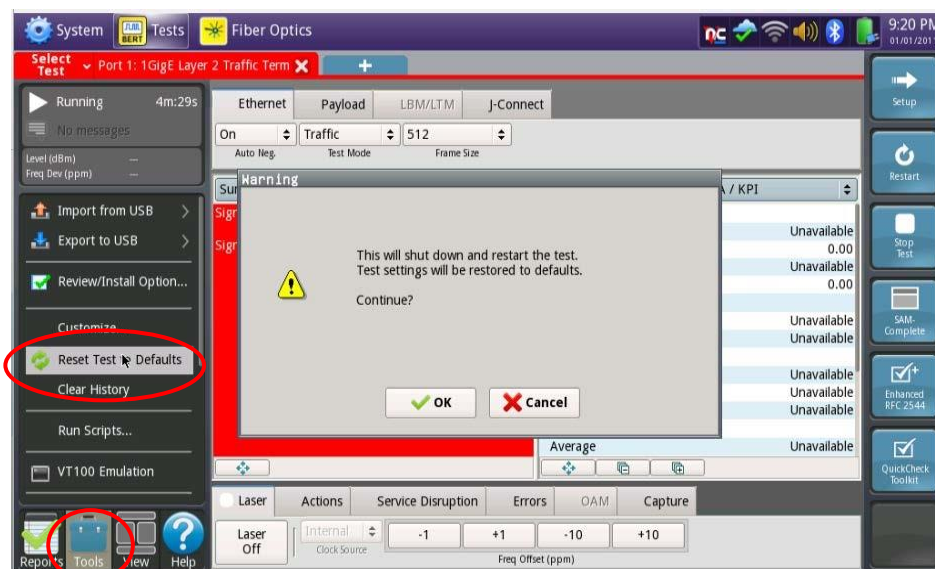 System
BERT
Tests
Fiber Optics
9:20 PM
01/01/201
Select
Test
Port 1: 1GigE Layer 2 Traffic Term
+
Running 4m:29s
No messages
Level (dBm) —
Freq Dev (ppm) —
Import from USB >
Export to USB >
Review/Install Option...
Customize...
Reset Test to Defaults
Clear History
Run Scripts...
VT100 Emulation
Reports
Tools
View
Help
Ethernet
Payload
LBM/LTM
J-Connect
On
Traffic
512
Auto Neg.
Test Mode
Frame Size
/ KPI
Unavailable
0.00
Unavailable
0.00
Unavailable
Unavailable
Unavailable
Unavailable
Unavailable
Average Unavailable
Warning
This will shut down and restart the test.
Test settings will be restored to defaults.
Continue?
OK
Cancel
Laser
Actions
Service Disruption
Errors
OAM
Capture
Laser
Off
Internal
Clock Source
-1
+1
-10
+10
Freq Offset (ppm)
Setup
Restart
Stop
Test
SAM-
Complete
Enhanced
RFC 2544
QuickCheck
Toolkit